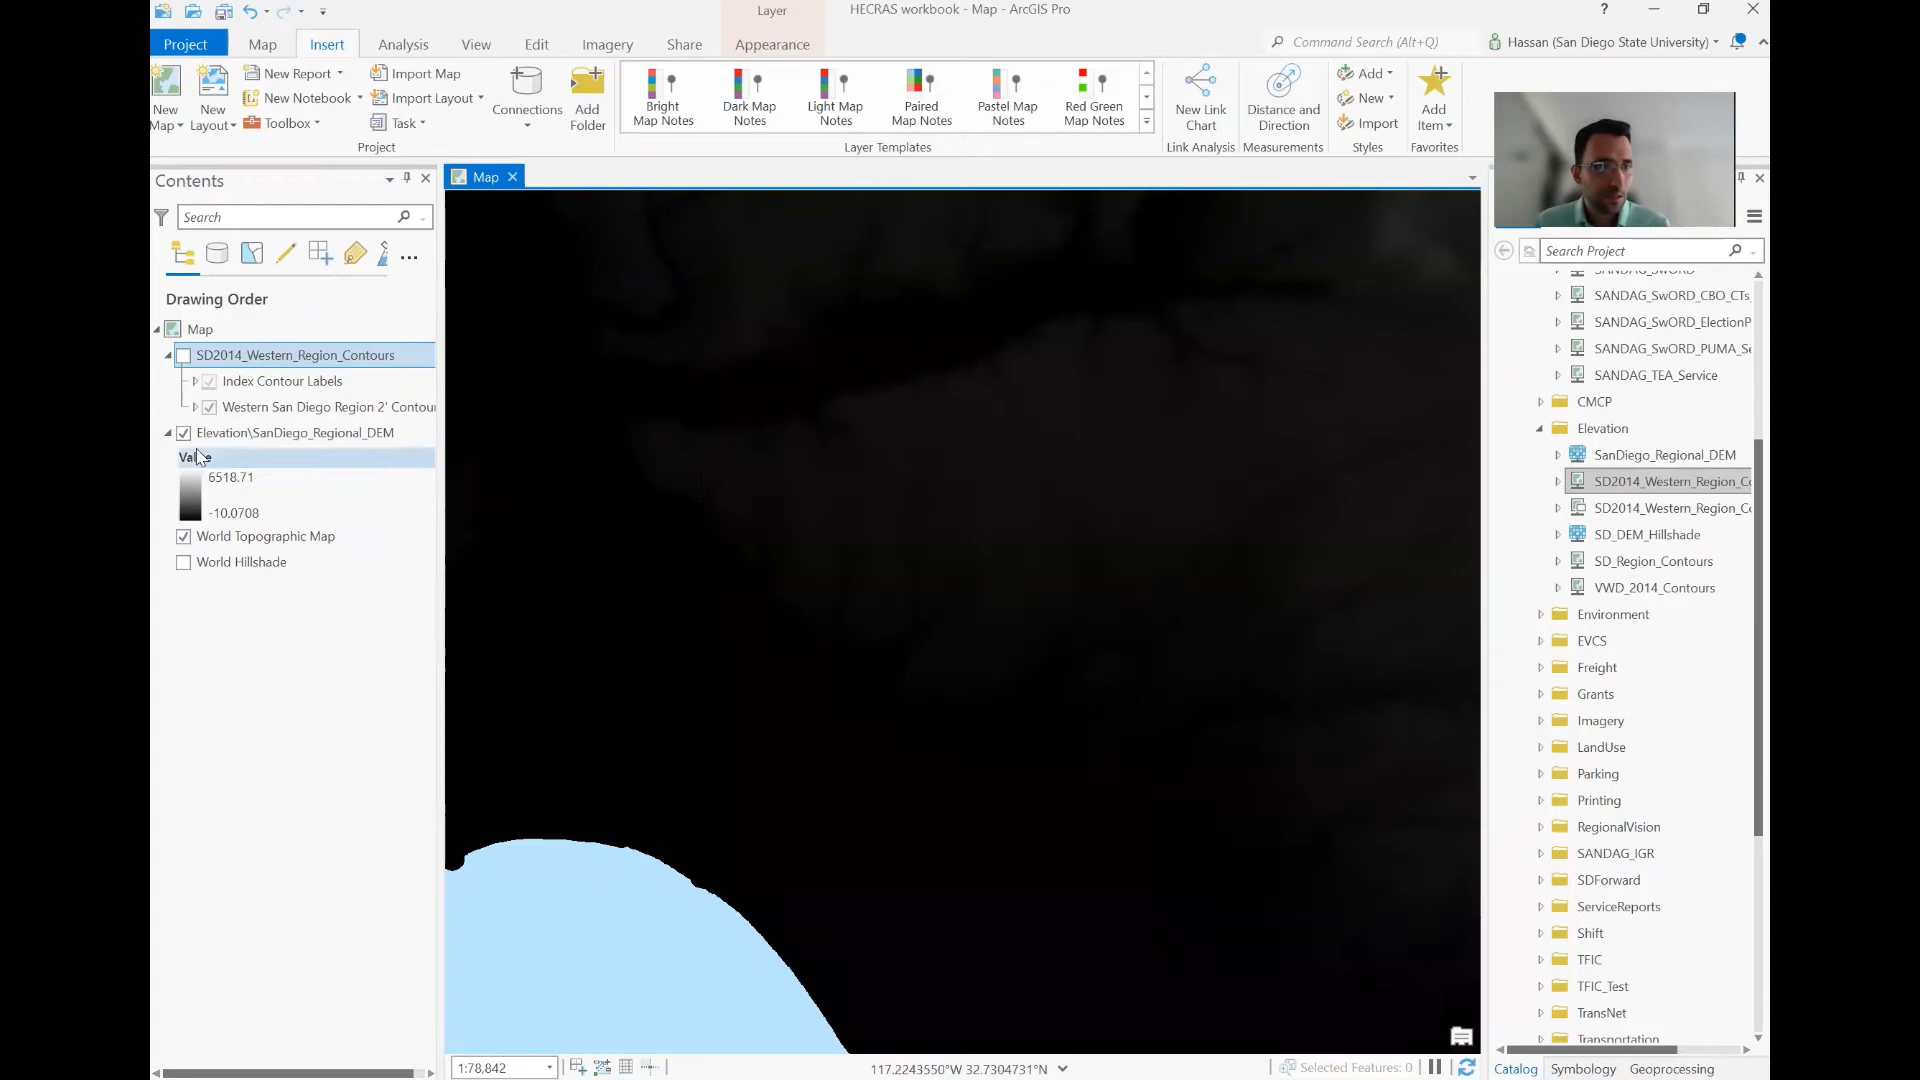 Layer
HECRAS workbook - Map - ArcGIS Pro
?
Project
Map
Insert
Analysis
View
Edit
Imagery
Share
Appearance
Command Search (Alt+Q)
Hassan (San Diego State University)
New Map
New Layout
New Report
New Notebook
Toolbox
Import Map
Import Layout
Task
Connections
Add Folder
Project
Bright Map Notes
Dark Map Notes
Light Map Notes
Paired Map Notes
Pastel Map Notes
Red Green Map Notes
Layer Templates
New Link Chart
Link Analysis
Distance and Direction
Measurements
Add
New
Import
Styles
Add Item
Favorites
Contents
Search
Drawing Order
Map
SD2014_Western_Region_Contours
Index Contour Labels
Western San Diego Region 2' Contou
Elevation\SanDiego_Regional_DEM
Value
6518.71
-10.0708
World Topographic Map
World Hillshade
Map
1:78,842
117.2243550°W 32.7304731°N
Selected Features: 0
Search Project
SANDAG_SwORD
SANDAG_SwORD_CBO_CTs_
SANDAG_SwORD_ElectionP
SANDAG_SwORD_PUMA_Se
SANDAG_TEA_Service
CMCP
Elevation
SanDiego_Regional_DEM
SD2014_Western_Region_Co
SD2014_Western_Region_Co
SD_DEM_Hillshade
SD_Region_Contours
VWD_2014_Contours
Environment
EVCS
Freight
Grants
Imagery
LandUse
Parking
Printing
RegionalVision
SANDAG_IGR
SDForward
ServiceReports
Shift
TFIC
TFIC_Test
TransNet
Transportation
Catalog
Symbology
Geoprocessing